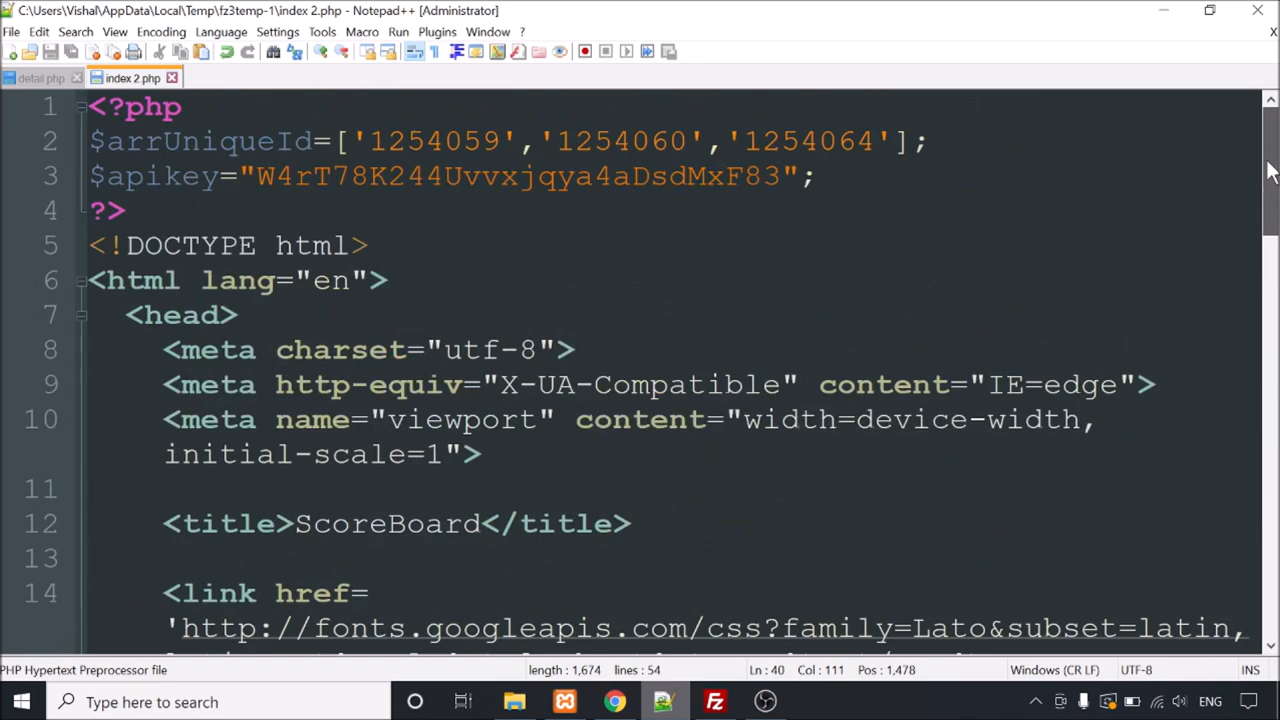 C:\Users\Vishal\AppData\Local\Temp\fz3temp-1\index 2.php - Notepad++ [Administrator]
File Edit Search View Encoding Language Settings Tools Macro Run Plugins Window ? X
detail.php index 2.php
1 <?php
2 $arrUniqueId=['1254059','1254060','1254064'];
3 $apikey="W4rT78K244Uvvxjqya4aDsdMxF83";
4 ?>
5 <!DOCTYPE html>
6 <html lang="en">
7 <head>
8 <meta charset="utf-8">
9 <meta http-equiv="X-UA-Compatible" content="IE=edge">
10 <meta name="viewport" content="width=device-width,
initial-scale=1">
11
12 <title>ScoreBoard</title>
13
14 <link href=
'http://fonts.googleapis.com/css?family=Lato&subset=latin,
PHP Hypertext Preprocessor file length : 1,674 lines : 54 Ln : 40 Col : 111 Pos : 1,478 Windows (CR LF) UTF-8 INS
Type here to search ENG